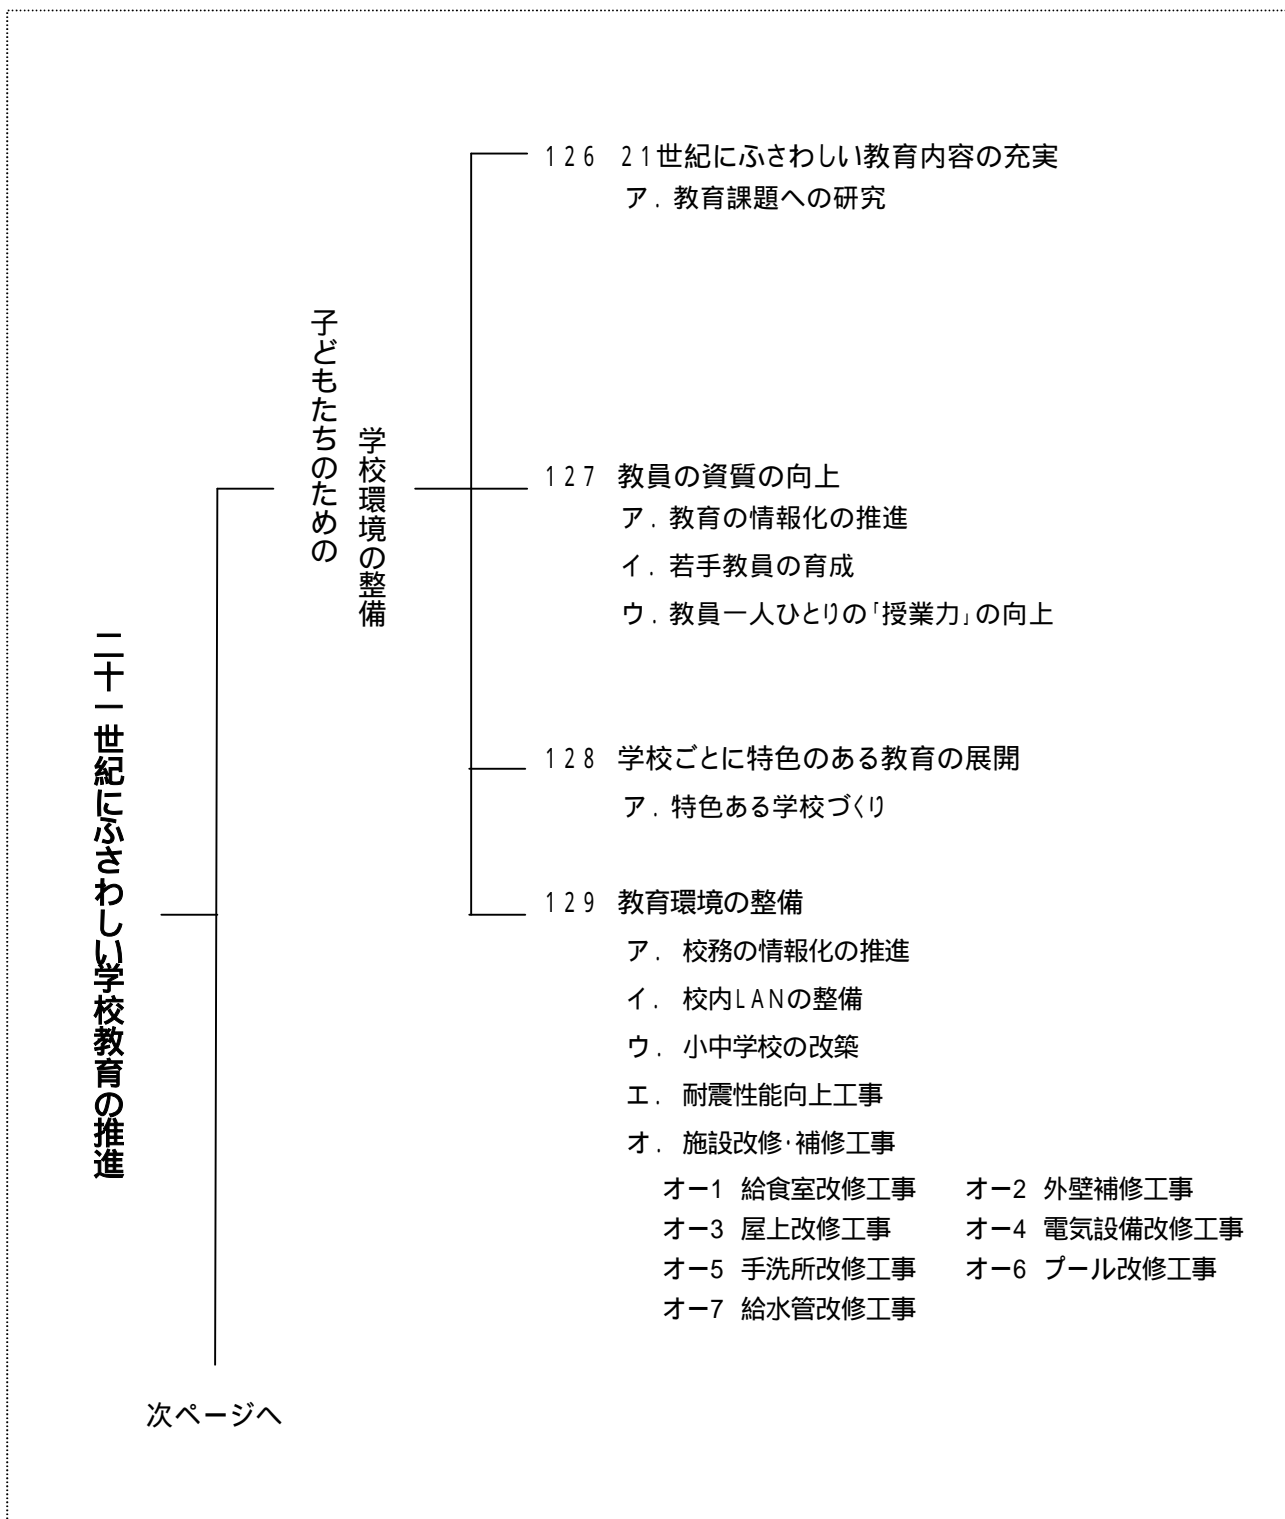 二十一世紀にふさわしい学校教育の推進
子どもたちのための
学校環境の整備
126 21世紀にふさわしい教育内容の充実
ア．教育課題への研究
127 教員の資質の向上
ア．教育の情報化の推進
イ．若手教員の育成
ウ．教員一人ひとりの「授業力」の向上
128 学校ごとに特色のある教育の展開
ア．特色ある学校づくり
129 教育環境の整備
ア． 校務の情報化の推進
イ． 校内LANの整備
ウ． 小中学校の改築
エ． 耐震性能向上工事
オ． 施設改修・補修工事
オー1 給食室改修工事 オー2 外壁補修工事
オー3 屋上改修工事 オー4 電気設備改修工事
オー5 手洗所改修工事 オー6 プール改修工事
オー7 給水管改修工事
次ページへ